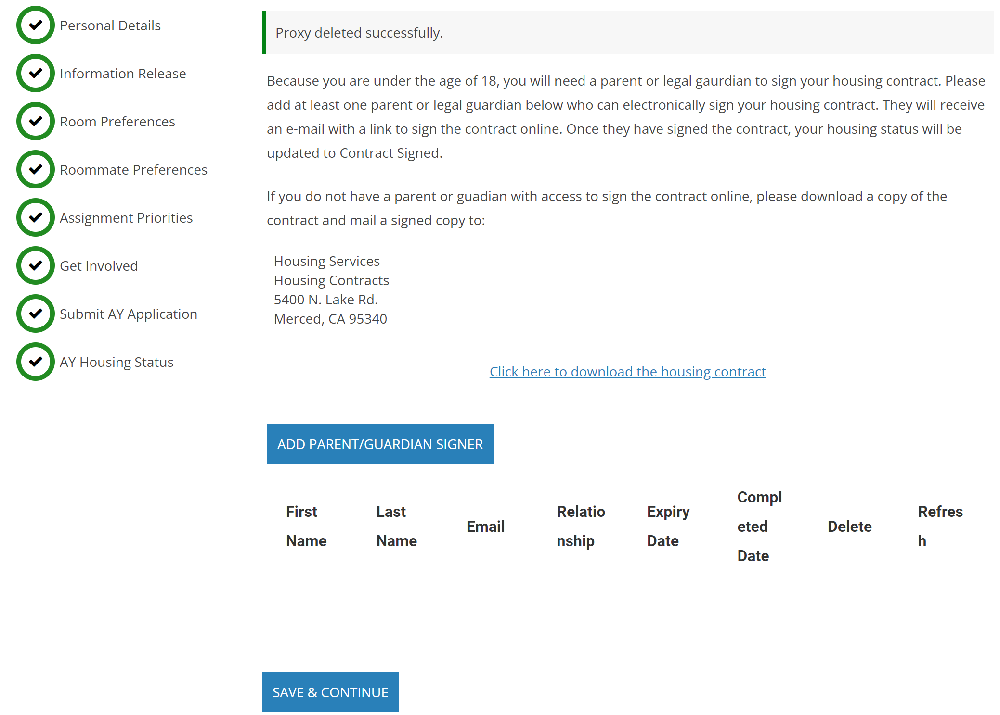 Personal Details
Information Release
Room Preferences
Roommate Preferences
Assignment Priorities
Get Involved
Submit AY Application
AY Housing Status
Proxy deleted successfully.
Because you are under the age of 18, you will need a parent or legal gaurdian to sign your housing contract. Please
add at least one parent or legal guardian below who can electronically sign your housing contract. They will receive
an e-mail with a link to sign the contract online. Once they have signed the contract, your housing status will be
updated to Contract Signed.
If you do not have a parent or guadian with access to sign the contract online, please download a copy of the
contract and mail a signed copy to:
Housing Services
Housing Contracts
5400 N. Lake Rd.
Merced, CA 95340
Click here to download the housing contract
ADD PARENT/GUARDIAN SIGNER
First
Name
Last
Name
Email
Relatio
nship
Expiry
Date
Compl
eted
Date
Delete
Refres
h
SAVE & CONTINUE